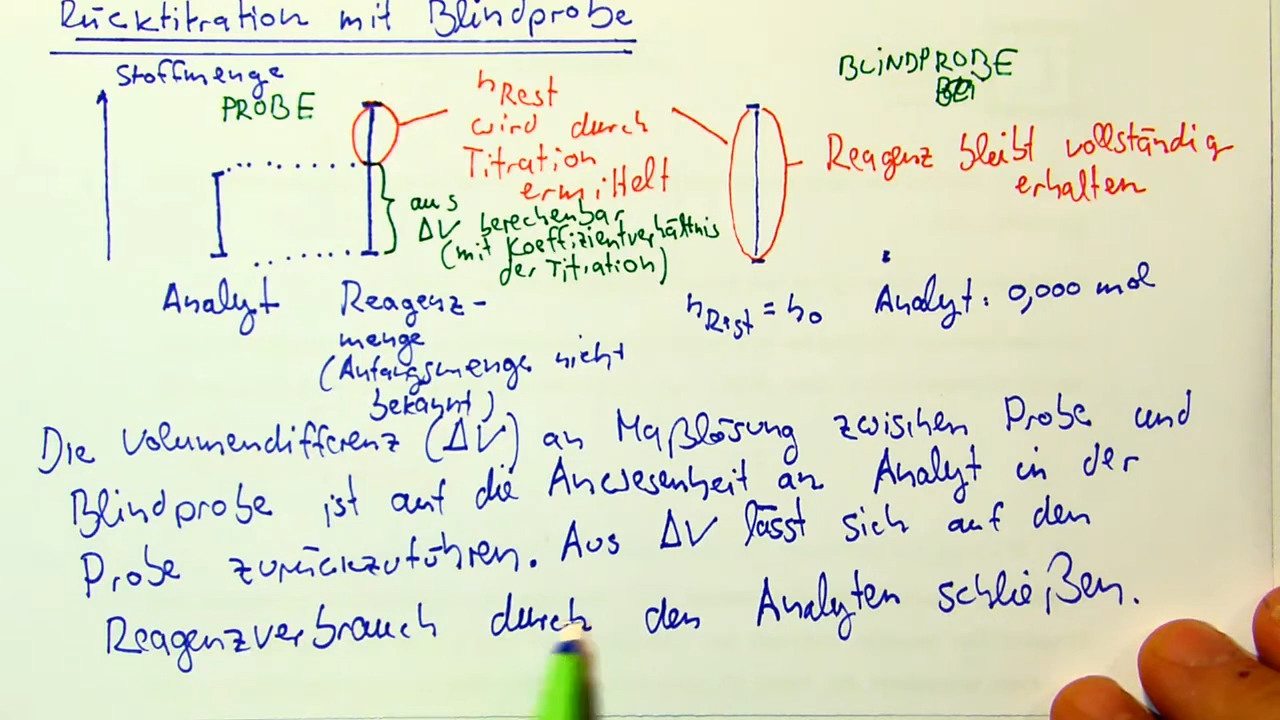 Rücktitration mit Blindprobe
Stoffmenge
PROBE
nRest
wird durch
Titration
ermittelt
aus
ΔV berechenbar
(mit Koeffizientverhältnis
der Titration)
BLINDPROBE
Reagenz bleibt vollständig
erhalten
Analyt
Reagenz-
menge
(Anfangsmenge nicht
bekannt)
nRest = n0
Analyt: 0,000 mol
Die Volumendifferenz (ΔV) an Maßlösung zwischen Probe und
Blindprobe ist auf die Anwesenheit an Analyt in der
Probe zurückzuführen. Aus ΔV lässt sich auf den
Reagenzverbrauch durch den Analyten schließen.